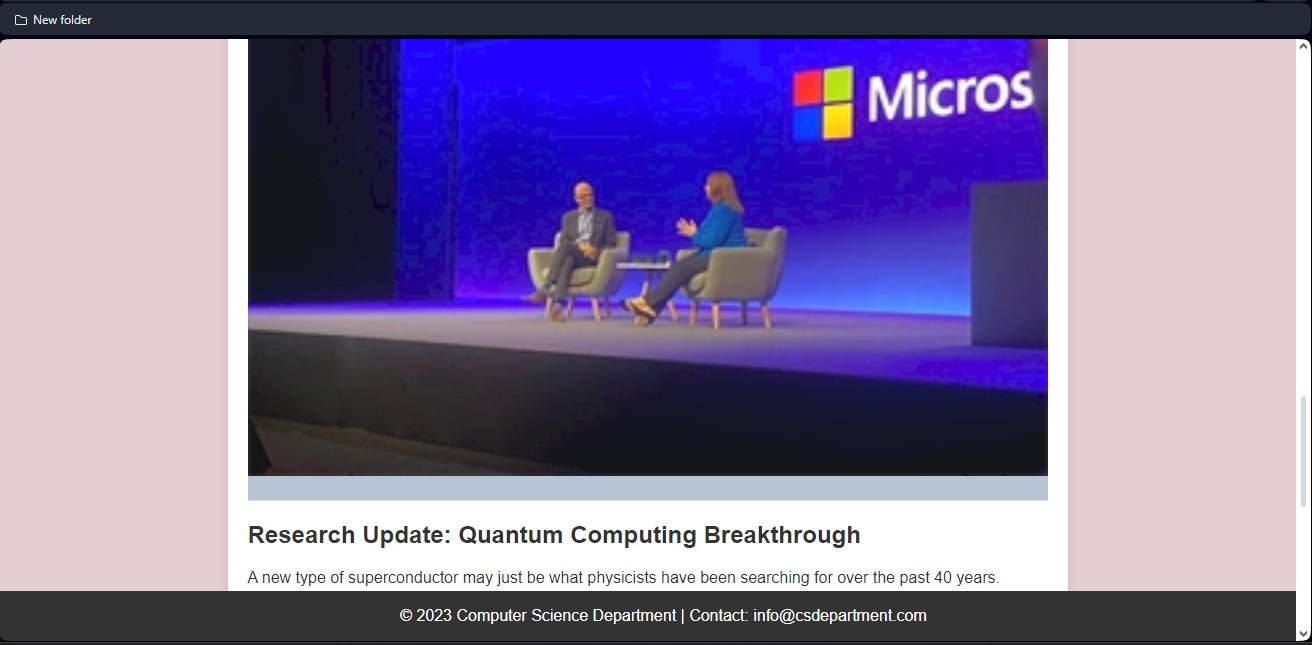 New folder
Micros
Research Update: Quantum Computing Breakthrough
A new type of superconductor may just be what physicists have been searching for over the past 40 years.
© 2023 Computer Science Department | Contact: info@csdepartment.com